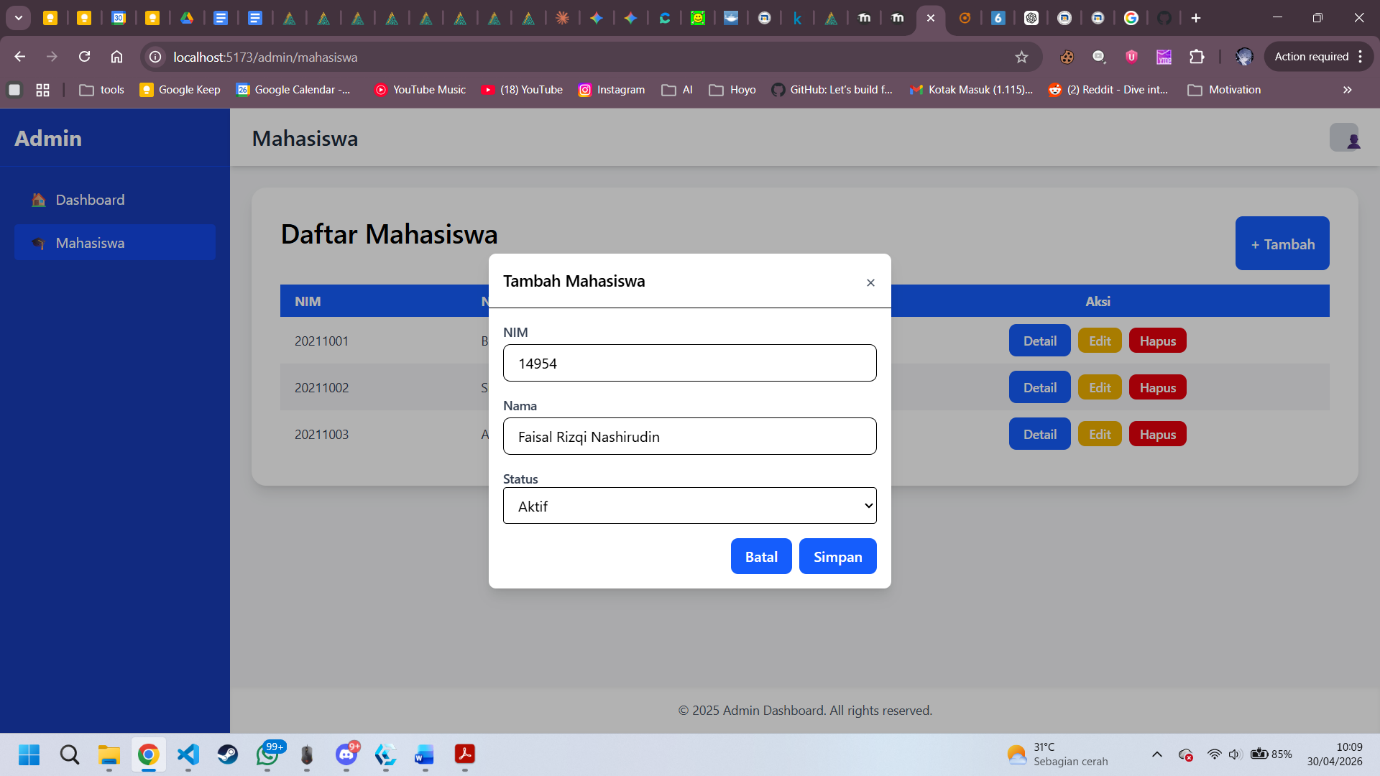 localhost:5173/admin/mahasiswa
Action required
tools
Google Keep
Google Calendar -...
YouTube Music
(18) YouTube
Instagram
AI
Hoyo
GitHub: Let's build f...
Kotak Masuk (1.115)...
(2) Reddit - Dive int...
Motivation
Admin
Mahasiswa
Dashboard
Mahasiswa
Daftar Mahasiswa
+ Tambah
NIM
N
Aksi
20211001
B
Detail
Edit
Hapus
20211002
S
Detail
Edit
Hapus
20211003
A
Detail
Edit
Hapus
Tambah Mahasiswa
×
NIM
14954
Nama
Faisal Rizqi Nashirudin
Status
Aktif
Batal
Simpan
© 2025 Admin Dashboard. All rights reserved.
99+
9+
31°C
Sebagian cerah
85%
10:09
30/04/2026